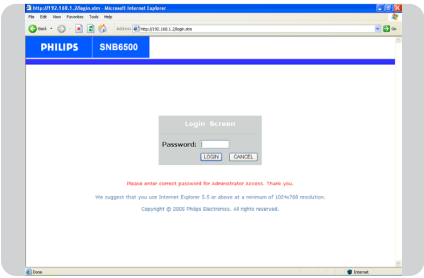 http://192.168.1.2/login.stm - Microsoft Internet Explorer
File Edit View Favorites Tools Help
Back Address http://192.168.1.2/login.stm Go
PHILIPS SNB6500
Login Screen
Password:
LOGIN CANCEL
Please enter correct password for Administrator Access. Thank you.
We suggest that you use Internet Explorer 5.5 or above at a minimum of 1024x768 resolution.
Copyright © 2005 Philips Electronics. All rights reserved.
Done Internet